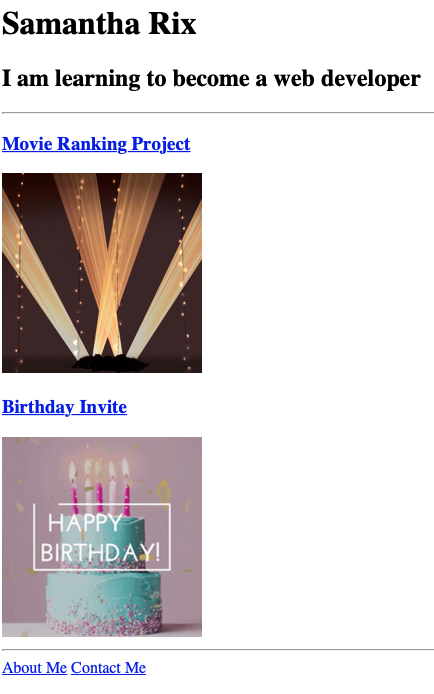 Samantha Rix
I am learning to become a web developer
Movie Ranking Project
Birthday Invite
HAPPY
BIRTHDAY!
About Me Contact Me